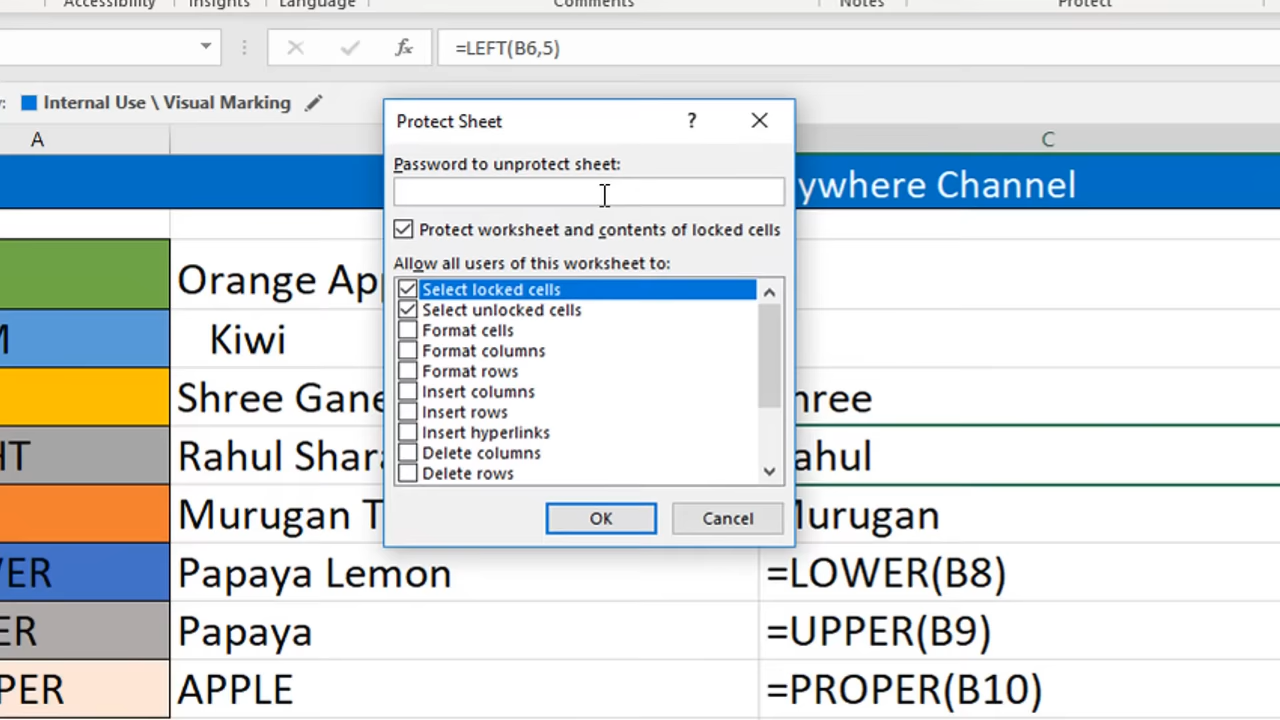 Accessibility Insights Language Comments Notes Protect
fx =LEFT(B6,5)
Internal Use \ Visual Marking
Protect Sheet ?
A C
Password to unprotect sheet:
ywhere Channel
Protect worksheet and contents of locked cells
Allow all users of this worksheet to:
Select locked cells
Select unlocked cells
Format cells
Format columns
Format rows
Insert columns
Insert rows
Insert hyperlinks
Delete columns
Delete rows
OK Cancel
Orange App
M Kiwi
Shree Gane hree
HT Rahul Shar ahul
Murugan T Murugan
VER Papaya Lemon =LOWER(B8)
ER Papaya =UPPER(B9)
PER APPLE =PROPER(B10)